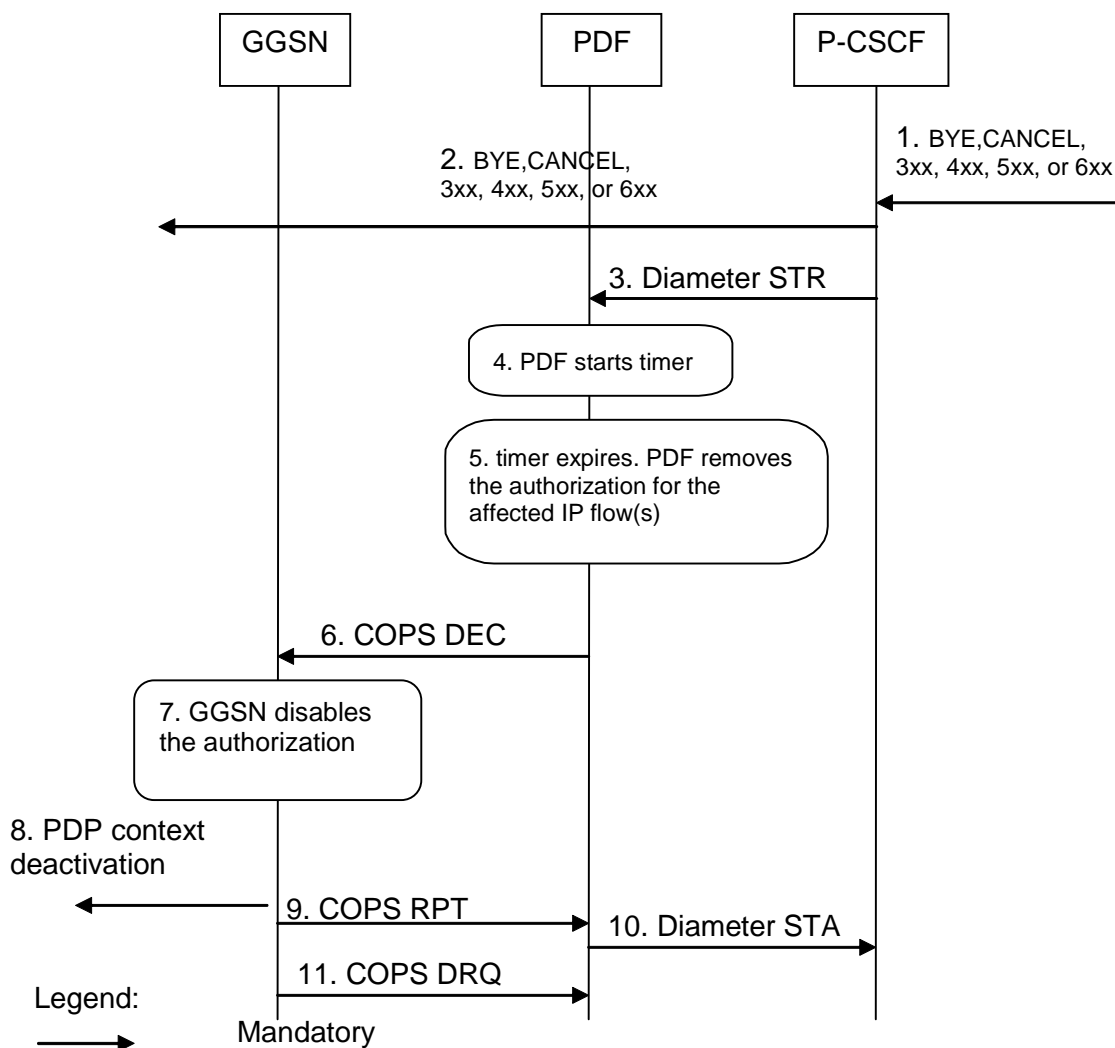 GGSN
PDF
P-CSCF
1. BYE,CANCEL,
3xx, 4xx, 5xx, or 6xx
2. BYE,CANCEL,
3xx, 4xx, 5xx, or 6xx
3. Diameter STR
4. PDF starts timer
5. timer expires. PDF removes
the authorization for the
affected IP flow(s)
6. COPS DEC
7. GGSN disables
the authorization
8. PDP context
deactivation
9. COPS RPT
10. Diameter STA
11. COPS DRQ
Legend:
Mandatory